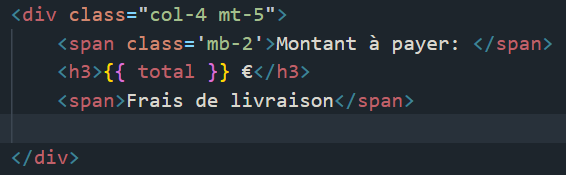 <div class="col-4 mt-5">
<span class='mb-2'>Montant à payer: </span>
<h3>{{ total }} €</h3>
<span>Frais de livraison</span>
</div>